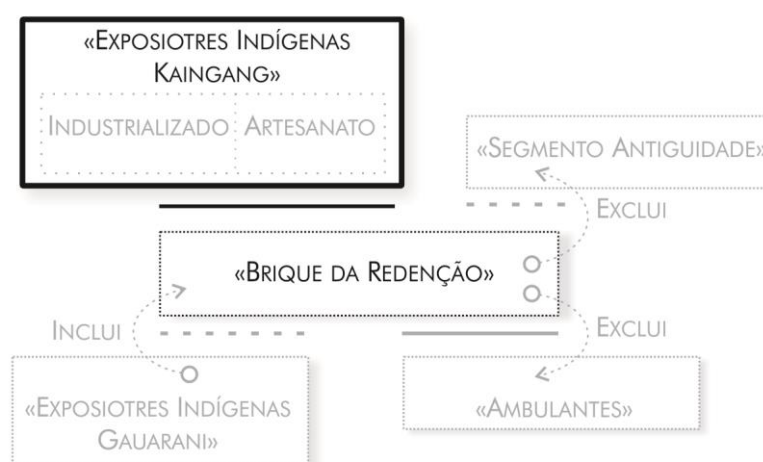 «Exposiotres Indígenas
Kaingang»
Industrializado Artesanato
«Segmento Antiguidade»
Exclui
«Brique da Redenção»
Inclui
Exclui
«Exposiotres Indígenas
Gauarani»
«Ambulantes»